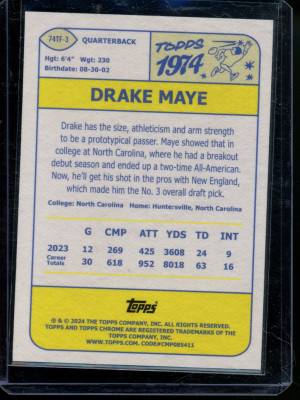 74TF-3
QUARTERBACK
Hgt: 6'4" Wgt: 230
Birthdate: 08-30-02
TOPPS
1974
DRAKE MAYE
Drake has the size, athleticism and arm strength
to be a prototypical passer. Maye showed that in
college at North Carolina, where he had a breakout
debut season and ended up a two-time All-American.
Now, he'll get his shot in the pros with New England,
which made him the No. 3 overall draft pick.
College: North Carolina Home: Huntersville, North Carolina
G CMP ATT YDS TD INT
2023 12 269 425 3608 24 9
Career
Totals 30 618 952 8018 63 16
Topps
® & © 2024 THE TOPPS COMPANY, INC. ALL RIGHTS RESERVED.
TOPPS AND TOPPS CHROME ARE REGISTERED TRADEMARKS OF
THE TOPPS COMPANY, INC.
WWW.TOPPS.COM. CODE#CMP085411